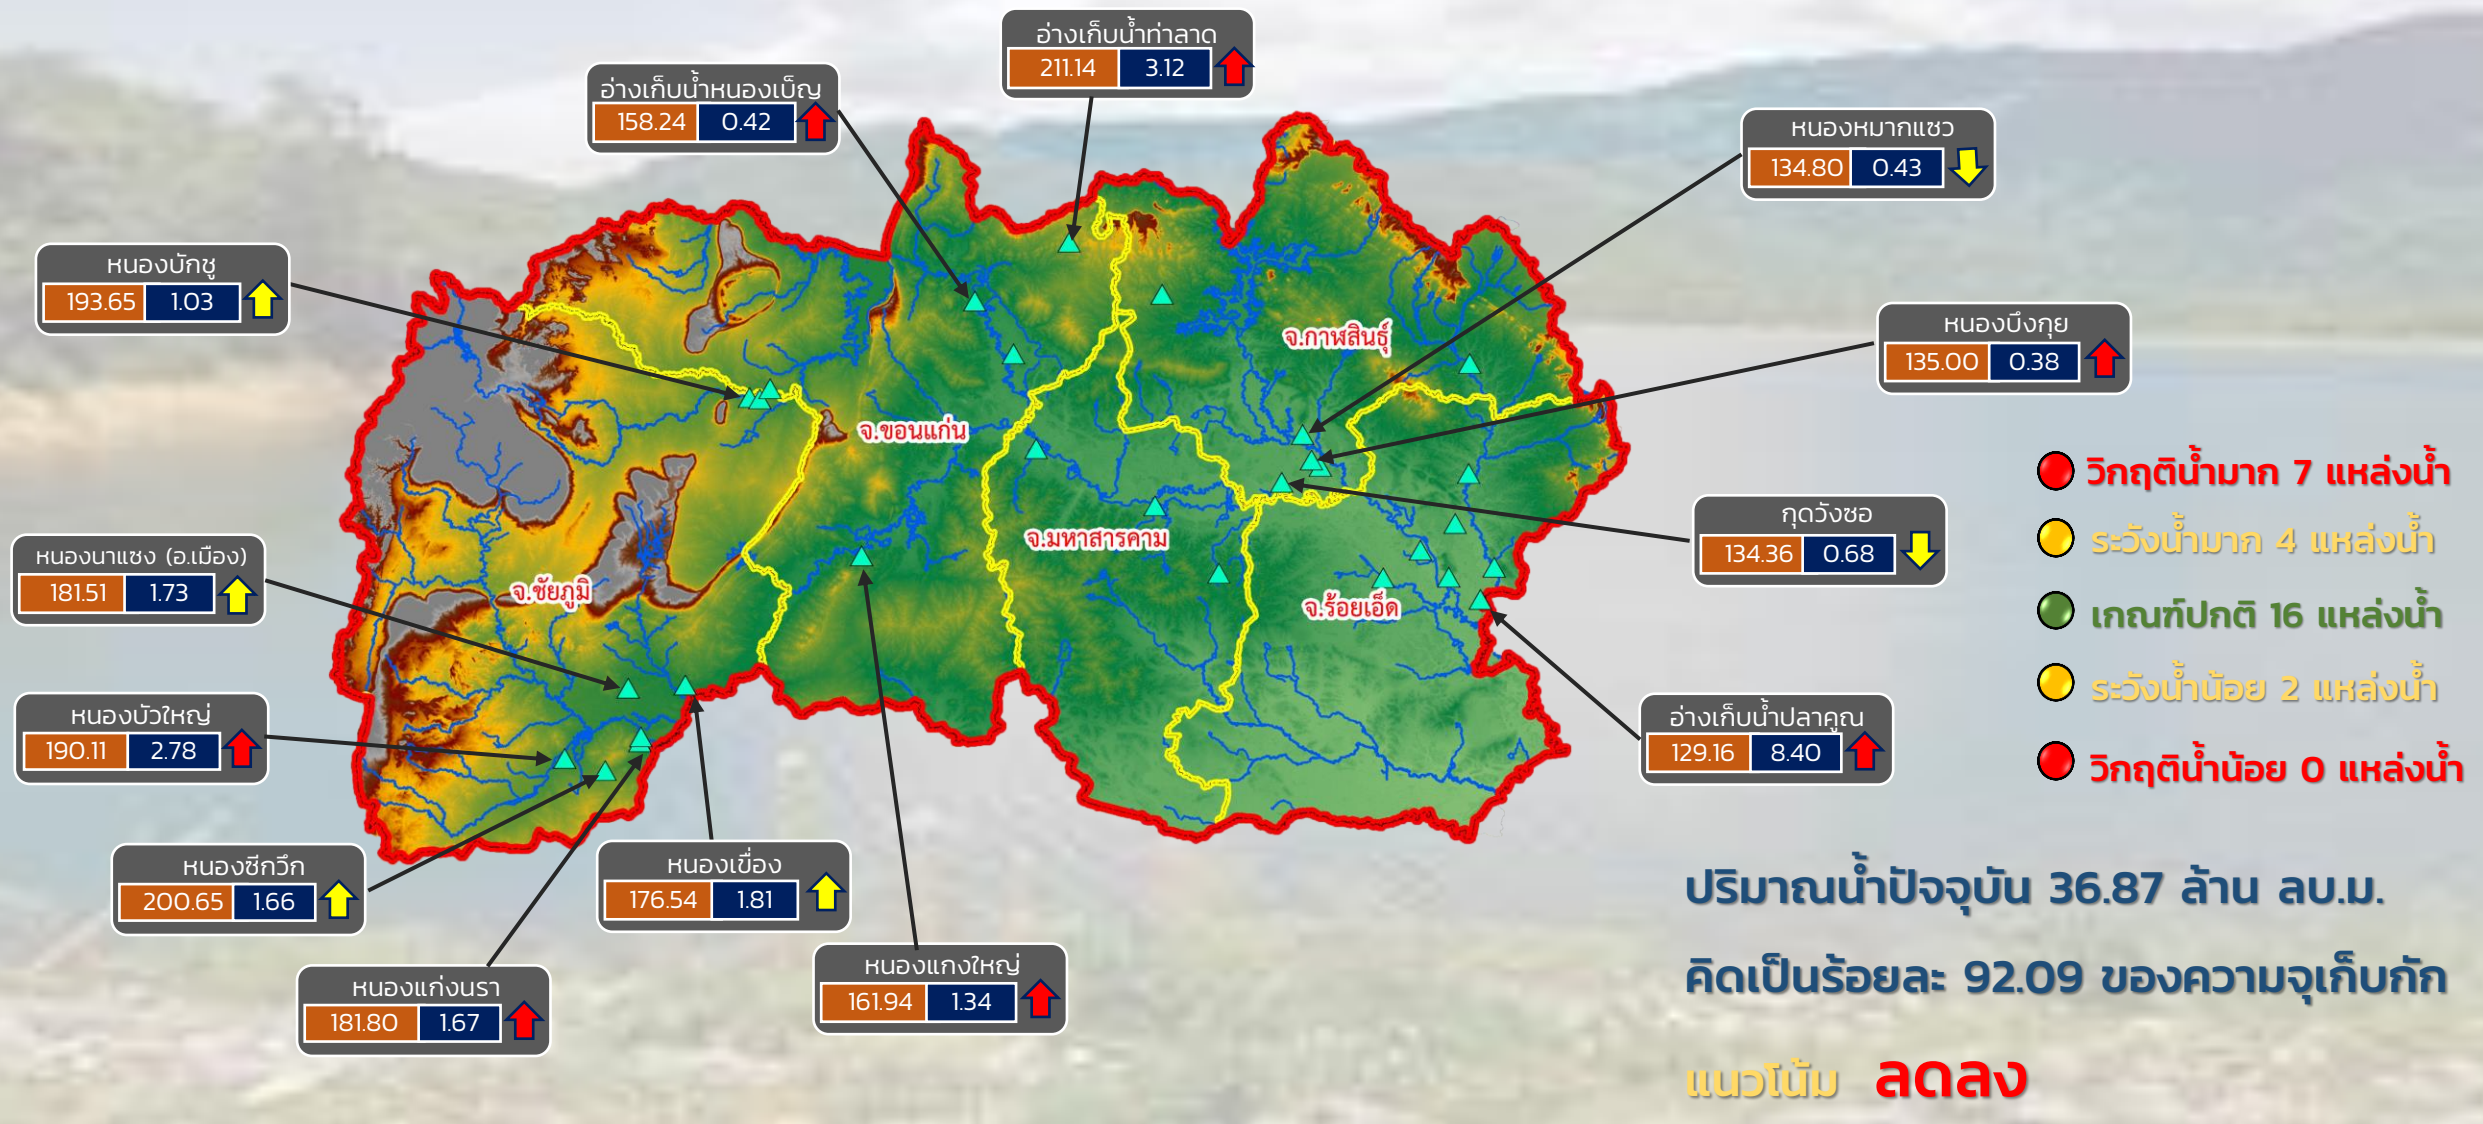 อ่างเก็บน้ำท่าลาด
211.14 3.12
อ่างเก็บน้ำหนองเบ็ญ
158.24 0.42
หนองหมากแซว
134.80 0.43
หนองบักชู
193.65 1.03
หนองบึงกุย
135.00 0.38
จ.กาฬสินธุ์
จ.ขอนแก่น
จ.มหาสารคาม
จ.ชัยภูมิ
จ.ร้อยเอ็ด
วิกฤติน้ำมาก 7 แหล่งน้ำ
ระวังน้ำมาก 4 แหล่งน้ำ
เกณฑ์ปกติ 16 แหล่งน้ำ
ระวังน้ำน้อย 2 แหล่งน้ำ
วิกฤติน้ำน้อย 0 แหล่งน้ำ
กุดวังซอ
134.36 0.68
หนองนาแซง (อ.เมือง)
181.51 1.73
หนองบัวใหญ่
190.11 2.78
อ่างเก็บน้ำปลาคูณ
129.16 8.40
หนองซีกวึก
200.65 1.66
หนองเขื่อง
176.54 1.81
หนองแก่งนรา
181.80 1.67
หนองแกงใหญ่
161.94 1.34
ปริมาณน้ำปัจจุบัน 36.87 ล้าน ลบ.ม.
คิดเป็นร้อยละ 92.09 ของความจุเก็บกัก
แนวโน้ม ลดลง